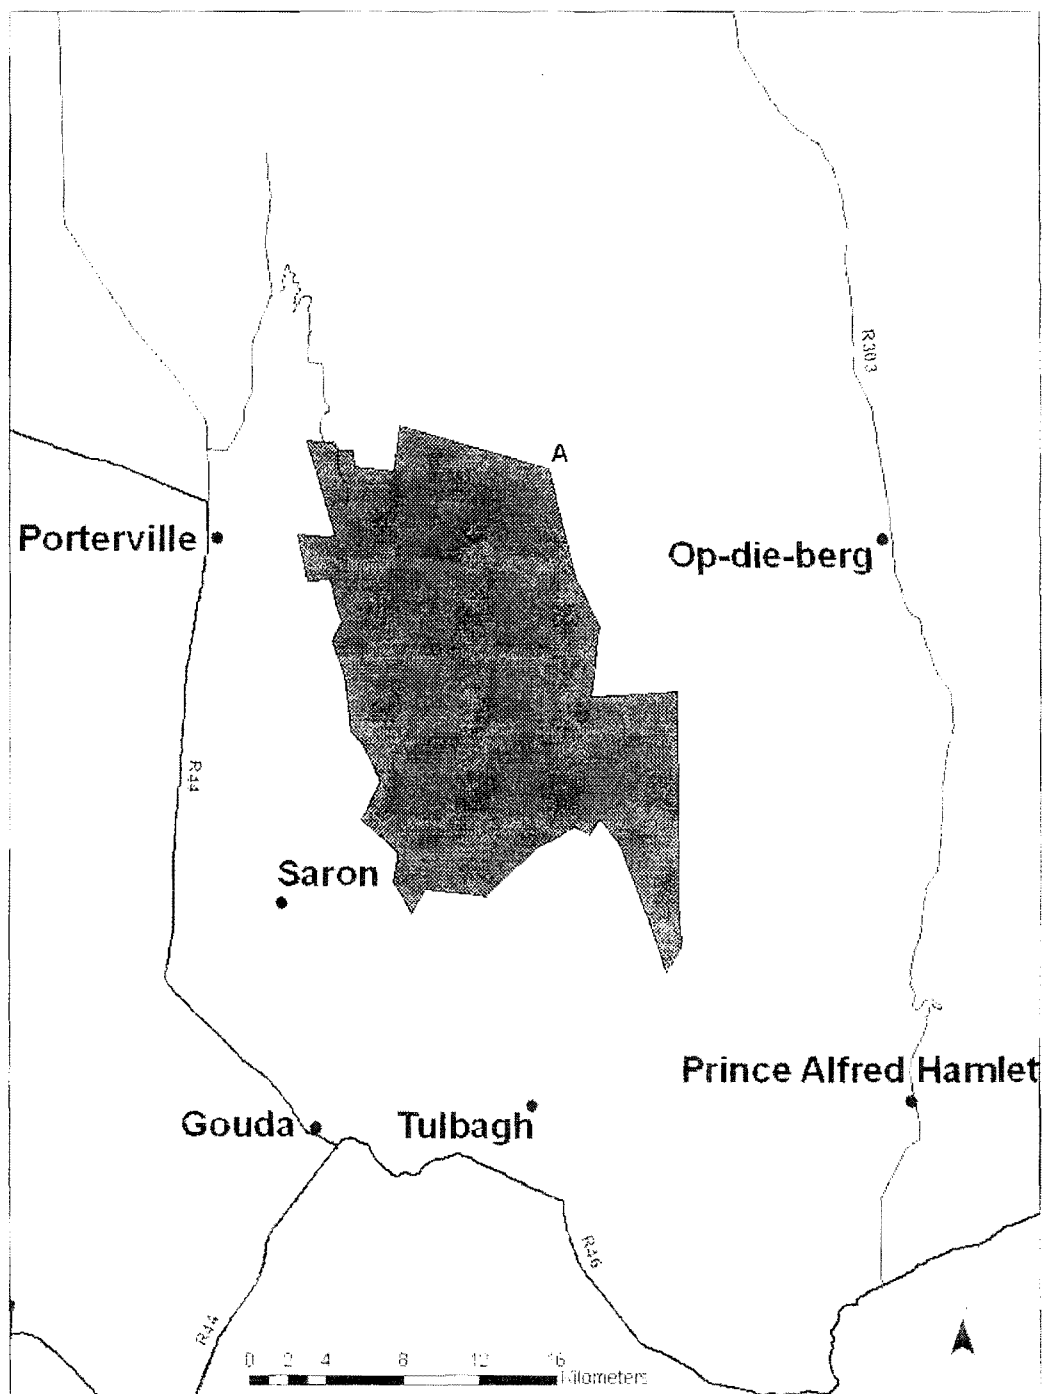 R303
A
Porterville
Op-die-berg
R44
Saron
Prince Alfred Hamlet
Gouda
Tulbagh
R46
R44
0 2 4 8 12 16
Kilometers